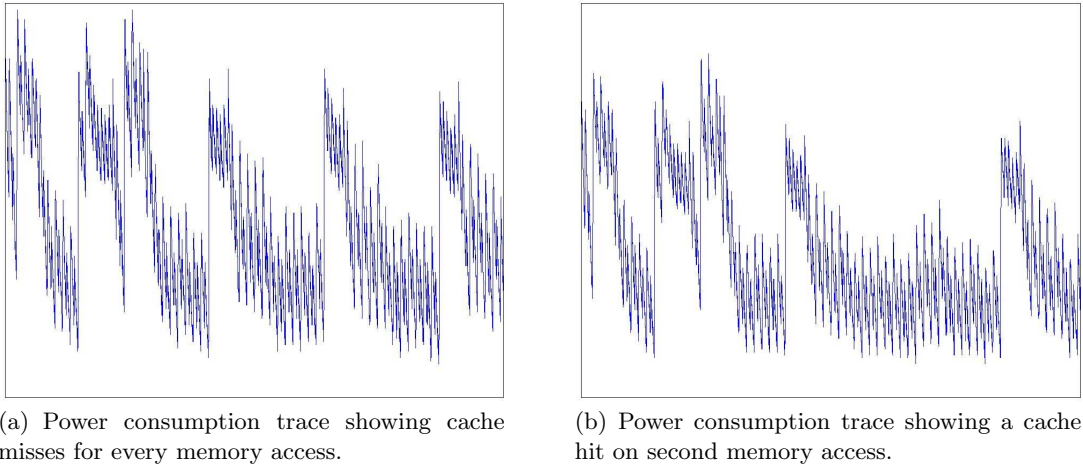 (a) Power consumption trace showing cache
misses for every memory access.
(b) Power consumption trace showing a cache
hit on second memory access.